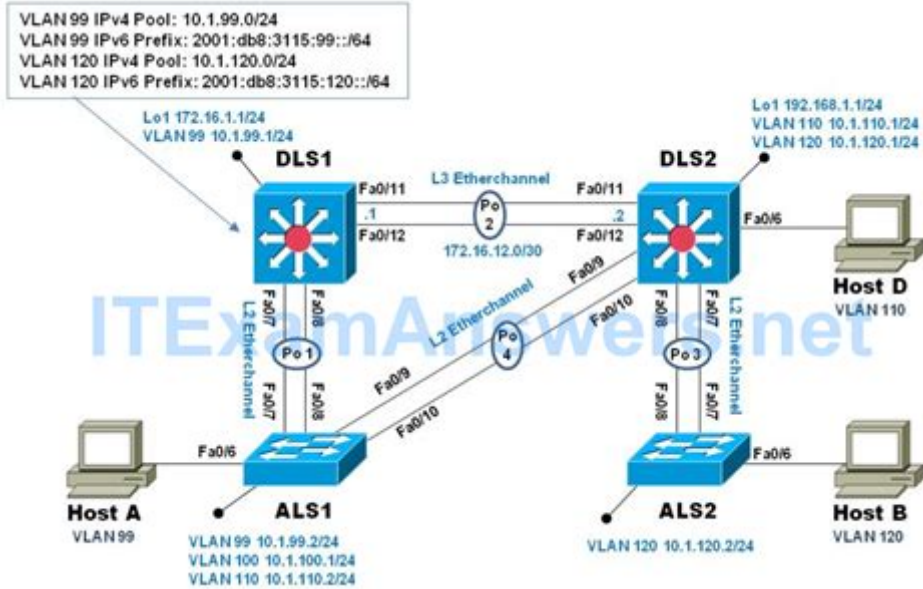 VLAN 99 IPv4 Pool: 10.1.99.0/24
VLAN 99 IPv6 Prefix: 2001:db8:3115:99::/64
VLAN 120 IPv4 Pool: 10.1.120.0/24
VLAN 120 IPv6 Prefix: 2001:db8:3115:120::/64
Lo1 172.16.1.1/24
VLAN 99 10.1.99.1/24
Lo1 192.168.1.1/24
VLAN 110 10.1.110.1/24
VLAN 120 10.1.120.1/24
DLS1
DLS2
Fa0/11
L3 Etherchannel
Fa0/11
.1
Po 2
.2
Fa0/12
Fa0/12
172.16.12.0/30
Fa0/6
Host D
VLAN 110
Fa0/9
Fa0/10
L2 Etherchannel
Po 4
Fa0/9
Fa0/10
Fa0/7
Fa0/8
L2 Etherchannel
Po 1
Fa0/7
Fa0/8
Fa0/8
Fa0/7
L2 Etherchannel
Po 3
Fa0/8
Fa0/7
ITExamAnswers.net
Fa0/6
Host A
VLAN 99
ALS1
VLAN 99 10.1.99.2/24
VLAN 100 10.1.100.1/24
VLAN 110 10.1.110.2/24
ALS2
VLAN 120 10.1.120.2/24
Fa0/6
Host B
VLAN 120